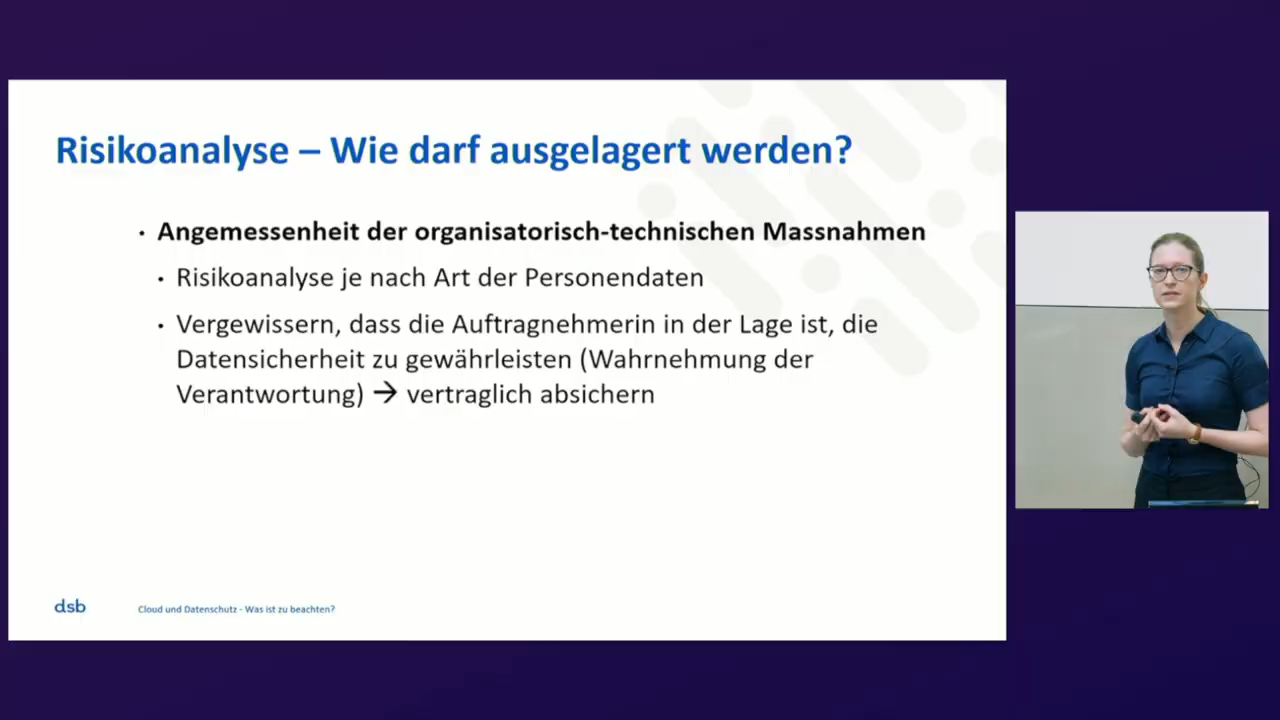 Risikoanalyse – Wie darf ausgelagert werden?
• Angemessenheit der organisatorisch-technischen Massnahmen
• Risikoanalyse je nach Art der Personendaten
• Vergewissern, dass die Auftragnehmerin in der Lage ist, die
Datensicherheit zu gewährleisten (Wahrnehmung der
Verantwortung) → vertraglich absichern
dsb
Cloud und Datenschutz - Was ist zu beachten?